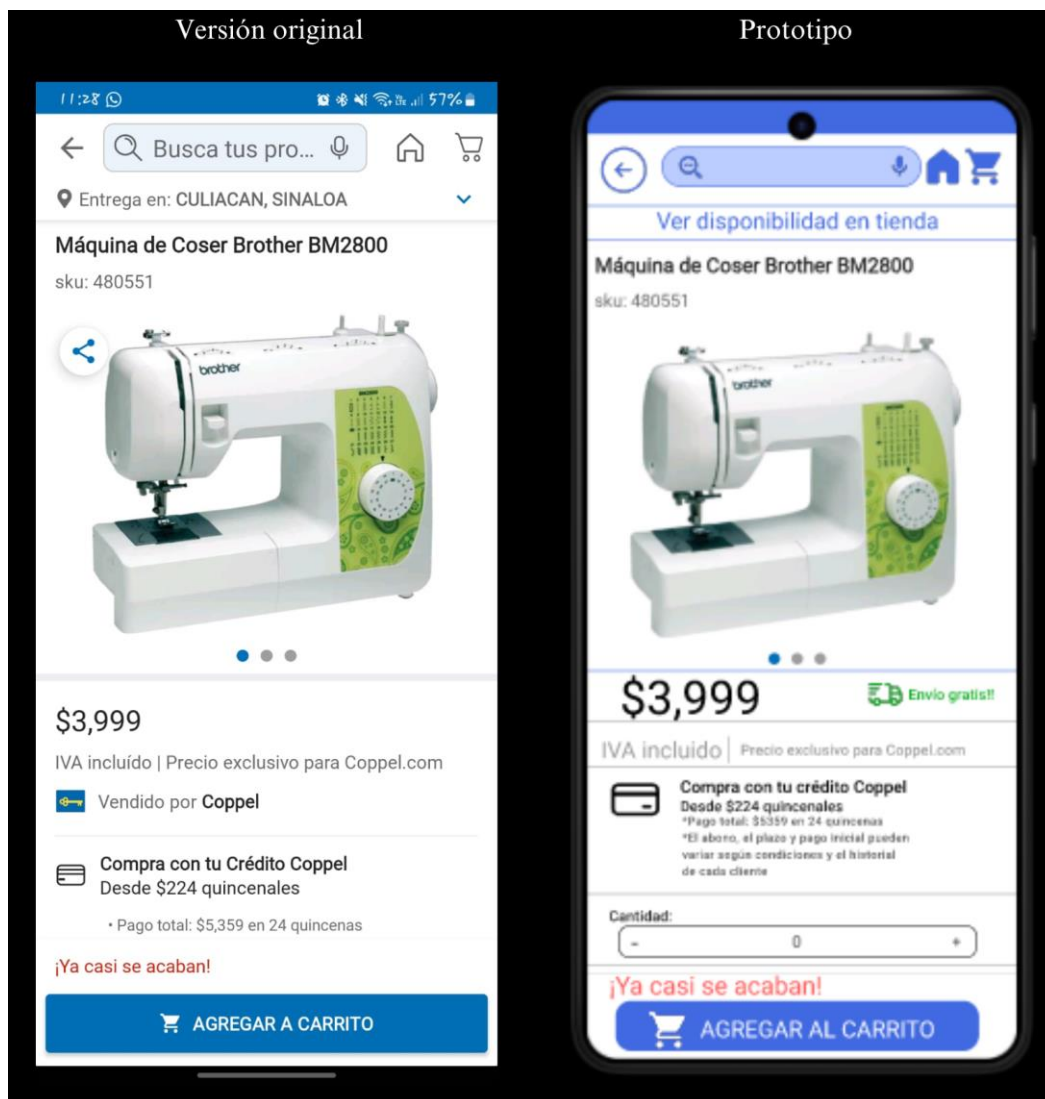 Versión original
Prototipo
11:28
57%
Busca tus pro...
Entrega en: CULIACAN, SINALOA
Máquina de Coser Brother BM2800
sku: 480551
brother
$3,999
IVA incluído | Precio exclusivo para Coppel.com
Vendido por Coppel
Compra con tu Crédito Coppel
Desde $224 quincenales
• Pago total: $5,359 en 24 quincenas
¡Ya casi se acaban!
AGREGAR A CARRITO
Ver disponibilidad en tienda
Máquina de Coser Brother BM2800
sku: 480551
brother
$3,999
Envío gratis!!
IVA incluido | Precio exclusivo para Coppel.com
Compra con tu crédito Coppel
Desde $224 quincenales
*Pago total: $5359 en 24 quincenas
*El abono, el plazo y pago inicial pueden
variar según condiciones y el historial
de cada cliente
Cantidad:
- 0 +
¡Ya casi se acaban!
AGREGAR AL CARRITO